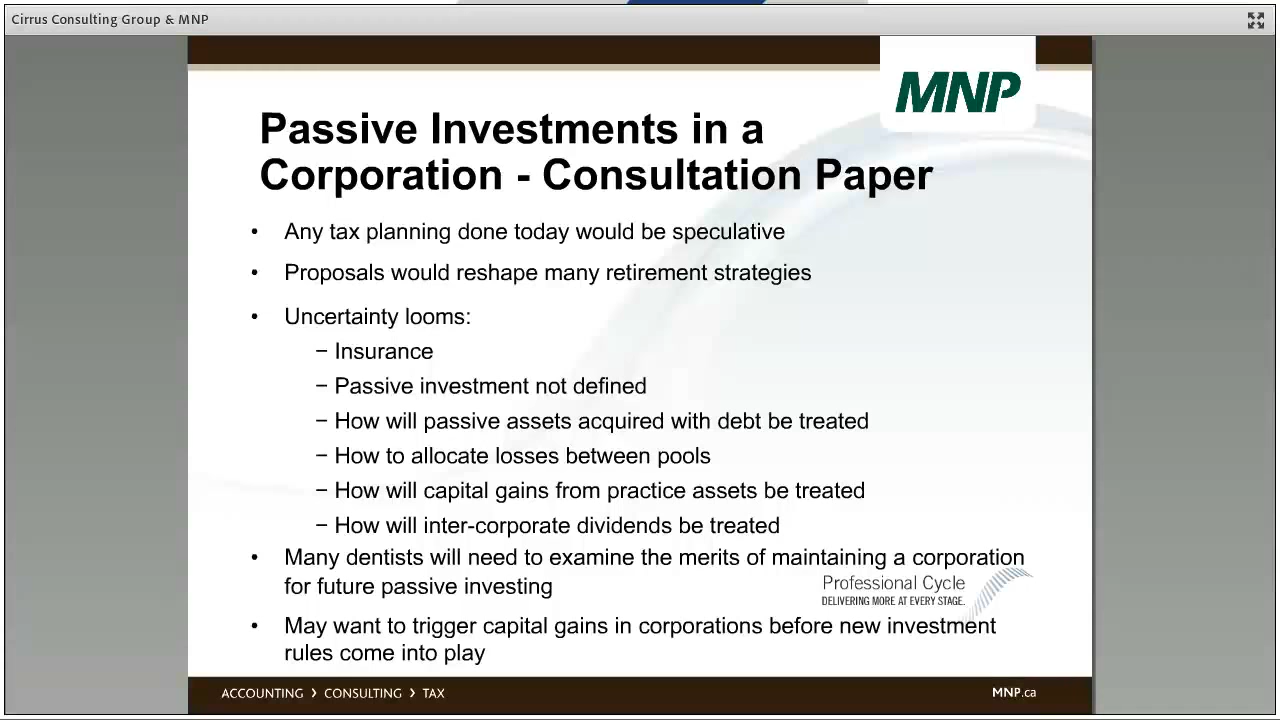 Cirrus Consulting Group & MNP
MNP
Passive Investments in a
Corporation - Consultation Paper
• Any tax planning done today would be speculative
• Proposals would reshape many retirement strategies
• Uncertainty looms:
− Insurance
− Passive investment not defined
− How will passive assets acquired with debt be treated
− How to allocate losses between pools
− How will capital gains from practice assets be treated
− How will inter-corporate dividends be treated
• Many dentists will need to examine the merits of maintaining a corporation
for future passive investing
Professional Cycle
DELIVERING MORE AT EVERY STAGE.
• May want to trigger capital gains in corporations before new investment
rules come into play
ACCOUNTING › CONSULTING › TAX
MNP.ca